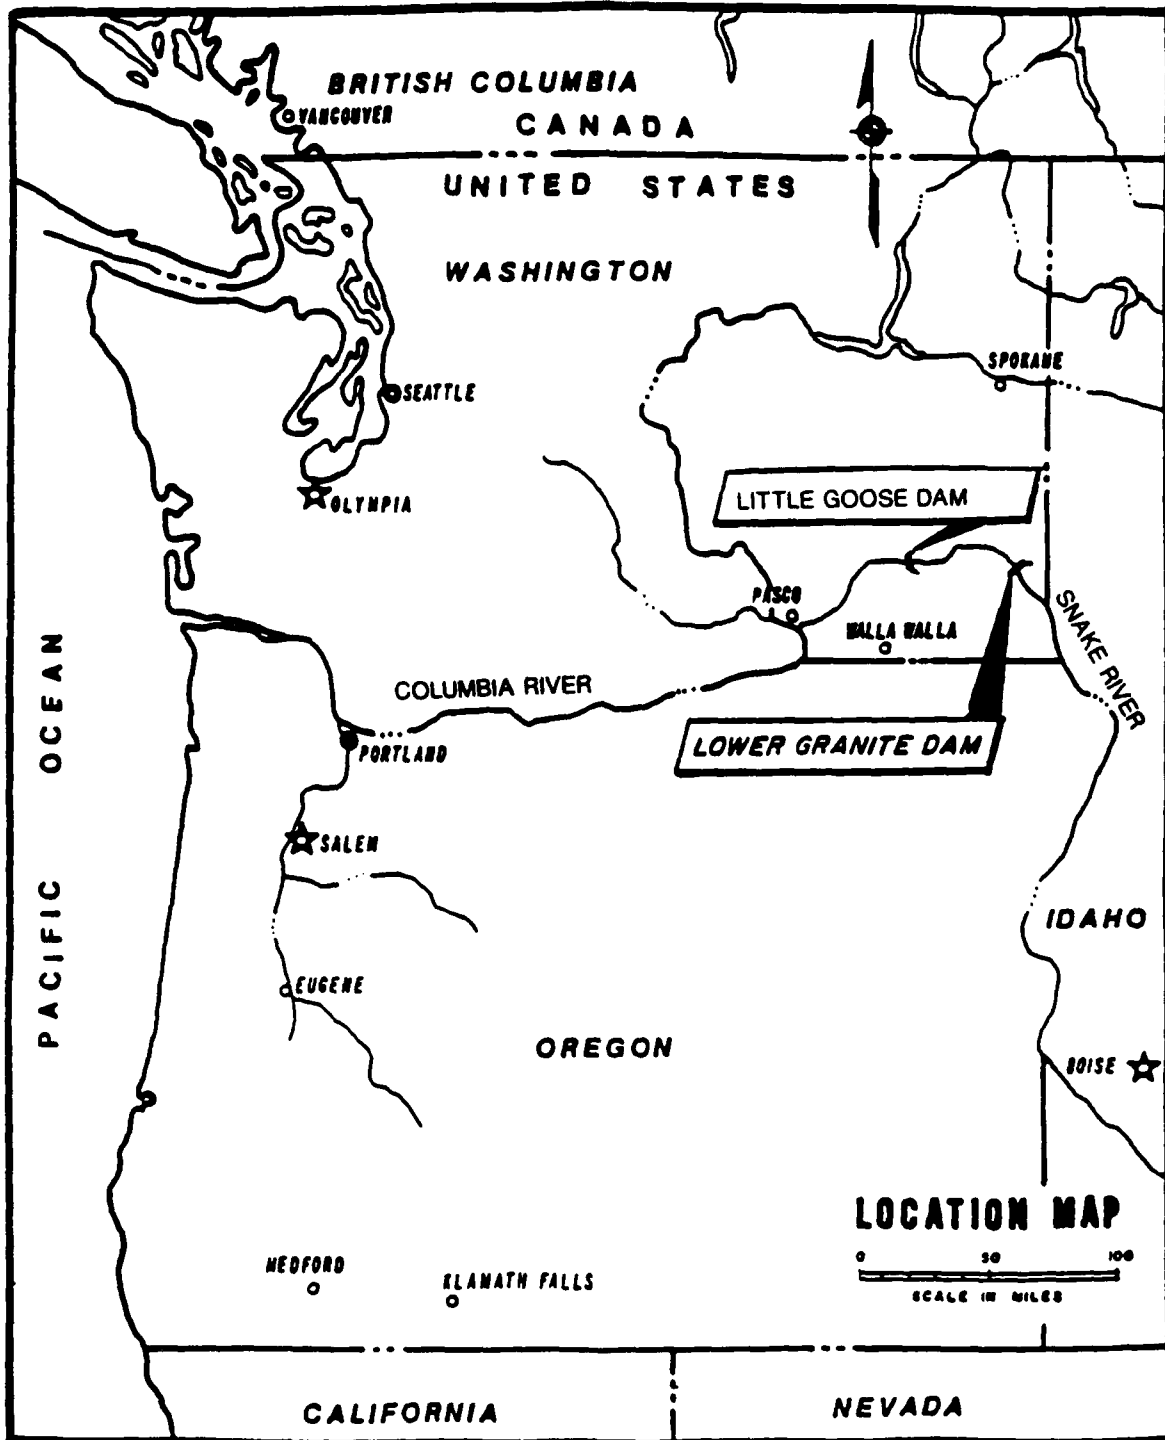 BRITISH COLUMBIA
VANCOUVER
CANADA
UNITED STATES
WASHINGTON
SPOKANE
SEATTLE
LITTLE GOOSE DAM
OLYMPIA
PASCO
WALLA WALLA
SNAKE RIVER
COLUMBIA RIVER
LOWER GRANITE DAM
PORTLAND
PACIFIC OCEAN
SALEM
IDAHO
EUGENE
OREGON
BOISE
LOCATION MAP
0 50 100
SCALE IN MILES
MEDFORD
KLAMATH FALLS
CALIFORNIA
NEVADA